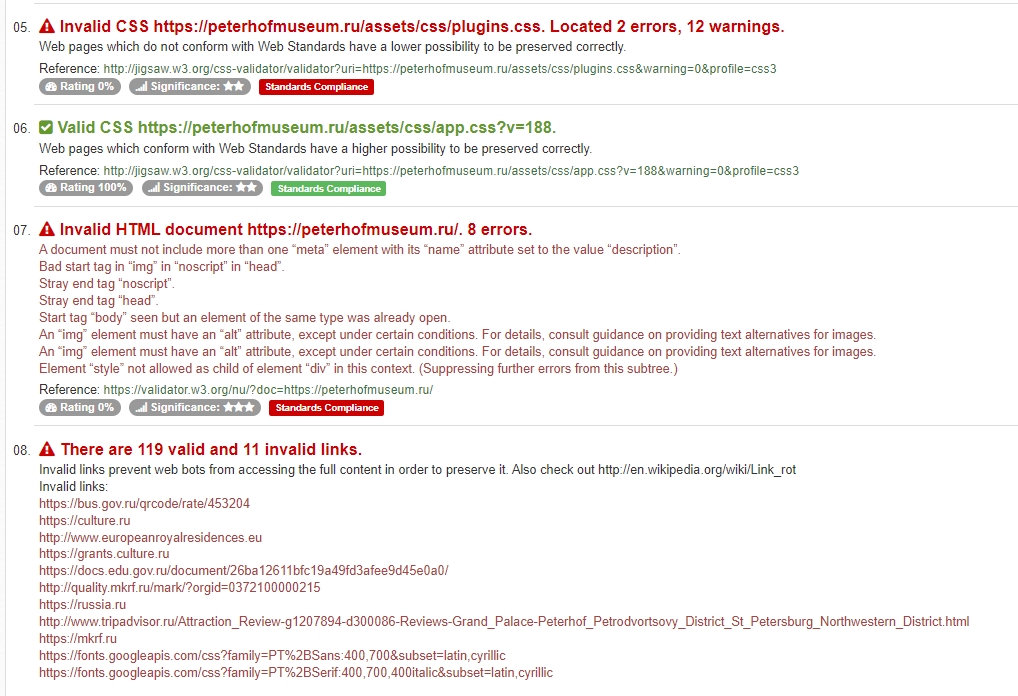 05. Invalid CSS https://peterhofmuseum.ru/assets/css/plugins.css. Located 2 errors, 12 warnings.
Web pages which do not conform with Web Standards have a lower possibility to be preserved correctly.
Reference: http://jigsaw.w3.org/css-validator/validator?uri=https://peterhofmuseum.ru/assets/css/plugins.css&warning=0&profile=css3
Rating 0% Significance: ★★ Standards Compliance
06. Valid CSS https://peterhofmuseum.ru/assets/css/app.css?v=188.
Web pages which conform with Web Standards have a higher possibility to be preserved correctly.
Reference: http://jigsaw.w3.org/css-validator/validator?uri=https://peterhofmuseum.ru/assets/css/app.css?v=188&warning=0&profile=css3
Rating 100% Significance: ★★ Standards Compliance
07. Invalid HTML document https://peterhofmuseum.ru/. 8 errors.
A document must not include more than one “meta” element with its “name” attribute set to the value “description”.
Bad start tag in “img” in “noscript” in “head”.
Stray end tag “noscript”.
Stray end tag “head”.
Start tag “body” seen but an element of the same type was already open.
An “img” element must have an “alt” attribute, except under certain conditions. For details, consult guidance on providing text alternatives for images.
An “img” element must have an “alt” attribute, except under certain conditions. For details, consult guidance on providing text alternatives for images.
Element “style” not allowed as child of element “div” in this context. (Suppressing further errors from this subtree.)
Reference: https://validator.w3.org/nu/?doc=https://peterhofmuseum.ru/
Rating 0% Significance: ★★★ Standards Compliance
08. There are 119 valid and 11 invalid links.
Invalid links prevent web bots from accessing the full content in order to preserve it. Also check out http://en.wikipedia.org/wiki/Link_rot
Invalid links:
https://bus.gov.ru/qrcode/rate/453204
https://culture.ru
http://www.europeanroyalresidences.eu
https://grants.culture.ru
https://docs.edu.gov.ru/document/26ba12611bfc19a49fd3afee9d45e0a0/
http://quality.mkrf.ru/mark/?orgid=0372100000215
https://russia.ru
http://www.tripadvisor.ru/Attraction_Review-g1207894-d300086-Reviews-Grand_Palace-Peterhof_Petrodvortsovy_District_St_Petersburg_Northwestern_District.html
https://mkrf.ru
https://fonts.googleapis.com/css?family=PT%2BSans:400,700&subset=latin,cyrillic
https://fonts.googleapis.com/css?family=PT%2BSerif:400,700,400italic&subset=latin,cyrillic